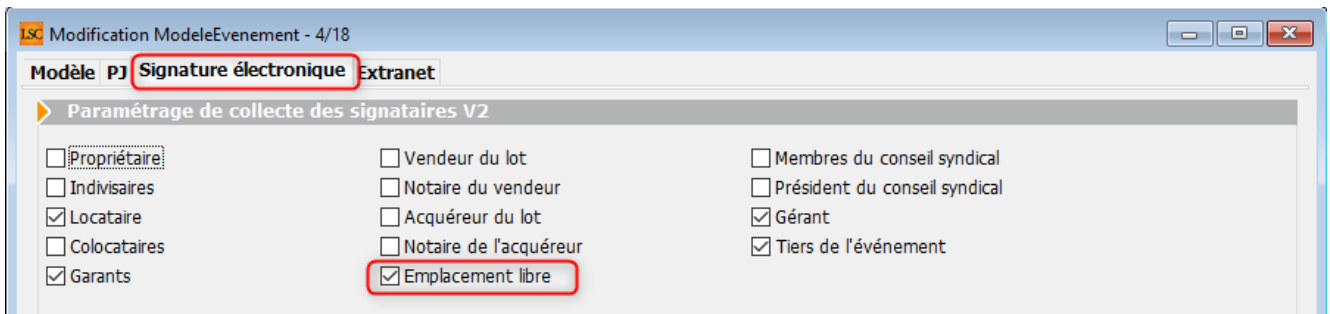 LSC Modification ModeleEvenement - 4/18
Modèle PJ Signature électronique Extranet
Paramétrage de collecte des signataires V2
Propriétaire Vendeur du lot Membres du conseil syndical
Indivisaires Notaire du vendeur Président du conseil syndical
Locataire Acquéreur du lot Gérant
Colocataires Notaire de l'acquéreur Tiers de l'événement
Garants Emplacement libre